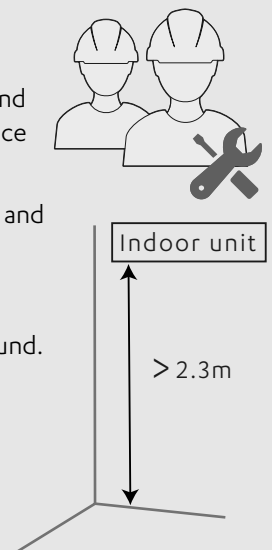 nd
ce
and
Indoor unit
und.
> 2.3m